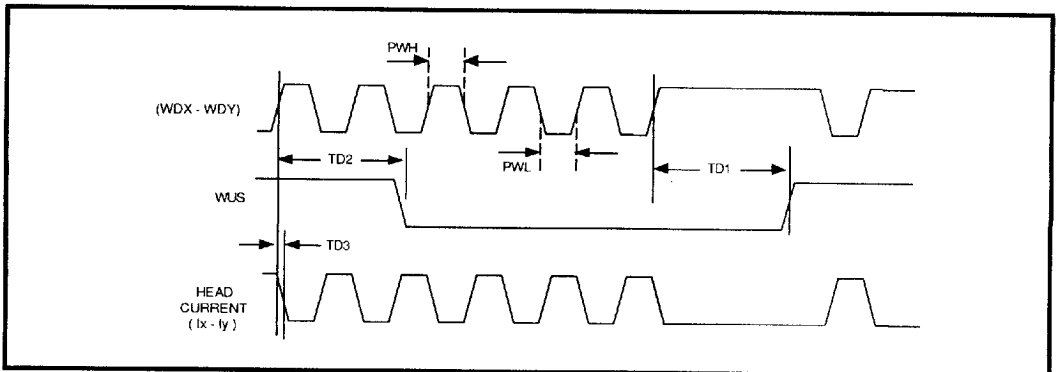 PWH
(WDX - WDY)
TD2
PWL
TD1
WUS
TD3
HEAD
CURRENT
( Ix - Iy )